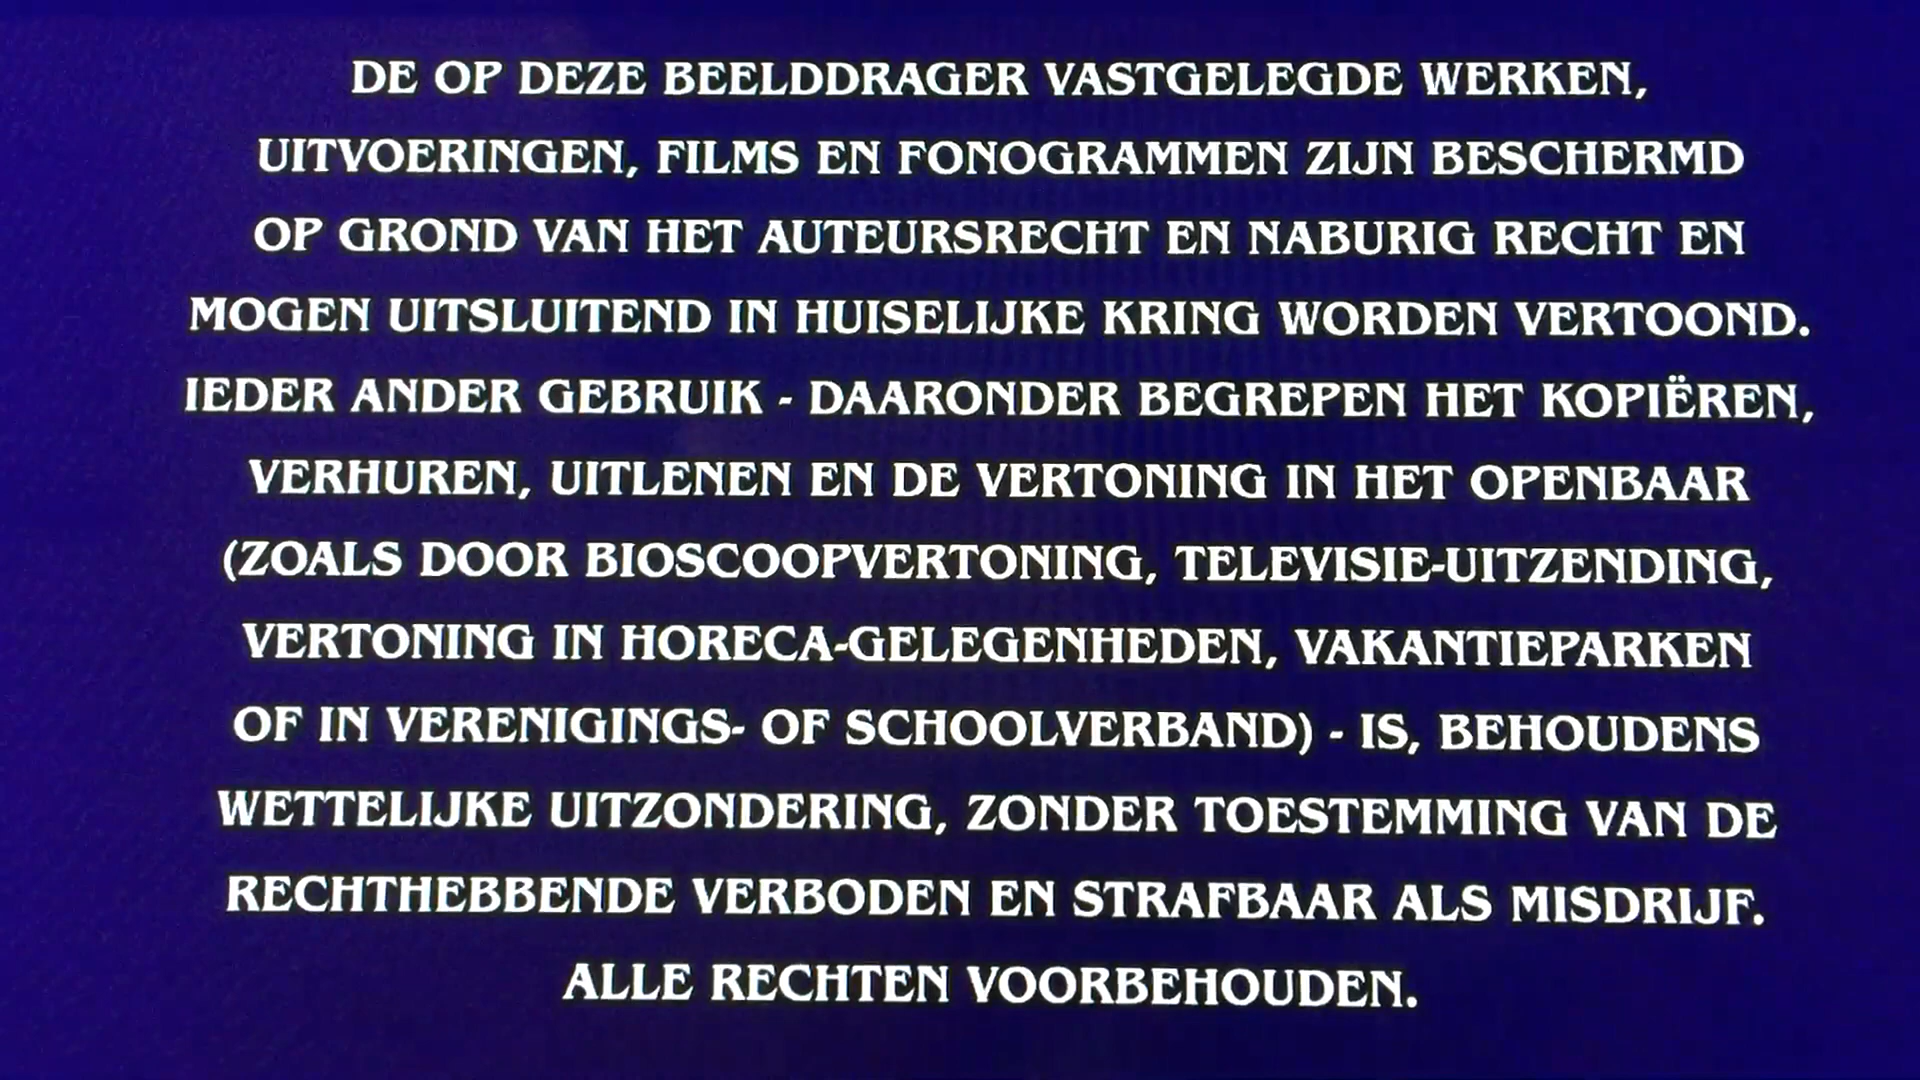 DE OP DEZE BEELDDRAGER VASTGELEGDE WERKEN,
UITVOERINGEN, FILMS EN FONOGRAMMEN ZIJN BESCHERMD
OP GROND VAN HET AUTEURSRECHT EN NABURIG RECHT EN
MOGEN UITSLUITEND IN HUISELIJKE KRING WORDEN VERTOOND.
IEDER ANDER GEBRUIK - DAARONDER BEGREPEN HET KOPIËREN,
VERHUREN, UITLENEN EN DE VERTONING IN HET OPENBAAR
(ZOALS DOOR BIOSCOOPVERTONING, TELEVISIE-UITZENDING,
VERTONING IN HORECA-GELEGENHEDEN, VAKANTIEPARKEN
OF IN VERENIGINGS- OF SCHOOLVERBAND) - IS, BEHOUDENS
WETTELIJKE UITZONDERING, ZONDER TOESTEMMING VAN DE
RECHTHEBBENDE VERBODEN EN STRAFBAAR ALS MISDRIJF.
ALLE RECHTEN VOORBEHOUDEN.